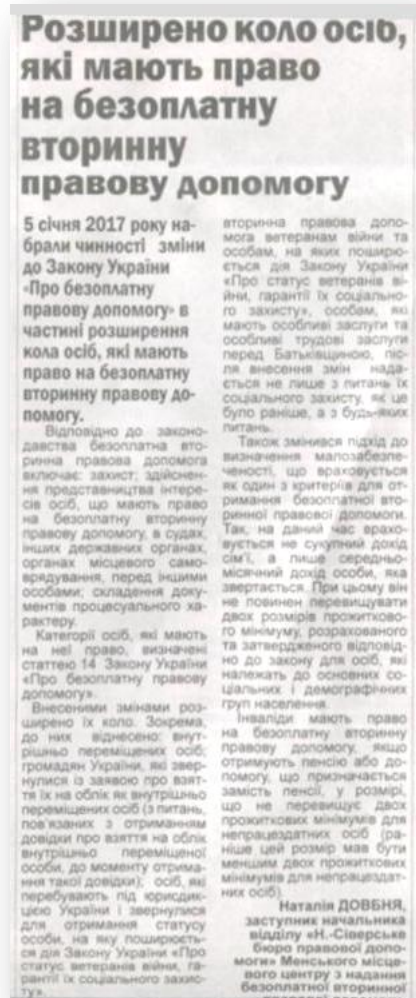 Розширено коло осіб,
які мають право
на безоплатну
вторинну
правову допомогу
5 січня 2017 року на-
брали чинності зміни
до Закону України
«Про безоплатну
правову допомогу» в
частині розширення
кола осіб, які мають
право на безоплатну
вторинну правову до-
помогу.
Відповідно до законо-
давства безоплатна вто-
ринна правова допомога
включає: захист; здійснен-
ня представництва інтере-
сів осіб, що мають право
на безоплатну вторинну
правову допомогу, в судах,
інших державних органах,
органах місцевого само-
врядування, перед іншими
особами; складення доку-
ментів процесуального ха-
рактеру.
Категорії осіб, які мають
на неї право, визначені
статтею 14 Закону України
«Про безоплатну правову
допомогу».
Внесеними змінами роз-
ширено їх коло. Зокрема,
до них віднесено: внут-
рішньо переміщених осіб;
громадян України, які звер-
нулися із заявою про взят-
тя їх на облік як внутрішньо
переміщених осіб (з питань,
пов'язаних з отриманням
довідки про взяття на облік
внутрішньо переміщеної
особи, до моменту отрима-
ння такої довідки); осіб, які
перебувають під юрисдик-
цією України і звернулися
для отримання статусу
особи, на яку поширюєть-
ся дія Закону України «Про
статус ветеранів війни, га-
рантії їх соціального захис-
ту».
вторинна правова допо-
мога ветеранам війни та
особам, на яких поширю-
ється дія Закону України
«Про статус ветеранів ві-
йни, гарантії їх соціально-
го захисту», особам, які
мають особливі заслуги та
особливі трудові заслуги
перед Батьківщиною, піс-
ля внесення змін нада-
ється не лише з питань їх
соціального захисту, як це
було раніше, а з будь-яких
питань.
Також змінився підхід до
визначення малозабезпе-
ченості, що враховується
як один з критеріїв для от-
римання безоплатної вто-
ринної правової допомоги.
Так, на даний час врахо-
вується не сукупний дохід
сім'ї, а лише середньо-
місячний дохід особи, яка
звертається. При цьому він
не повинен перевищувати
двох розмірів прожитково-
го мінімуму, розрахованого
та затвердженого відповід-
но до закону для осіб, які
належать до основних со-
ціальних і демографічних
груп населення.
Інваліди мають право
на безоплатну вторинну
правову допомогу, якщо
отримують пенсію або до-
помогу, що призначається
замість пенсії, у розмірі,
що не перевищує двох
прожиткових мінімумів для
непрацездатних осіб (ра-
ніше цей розмір мав бути
меншим двох прожиткових
мінімумів для непрацездат-
них осіб).
Наталія ДОВБНЯ,
заступник начальника
відділу «Н.-Сіверське
бюро правової допо-
моги» Менського місце-
вого центру з надання
безоплатної вторинної